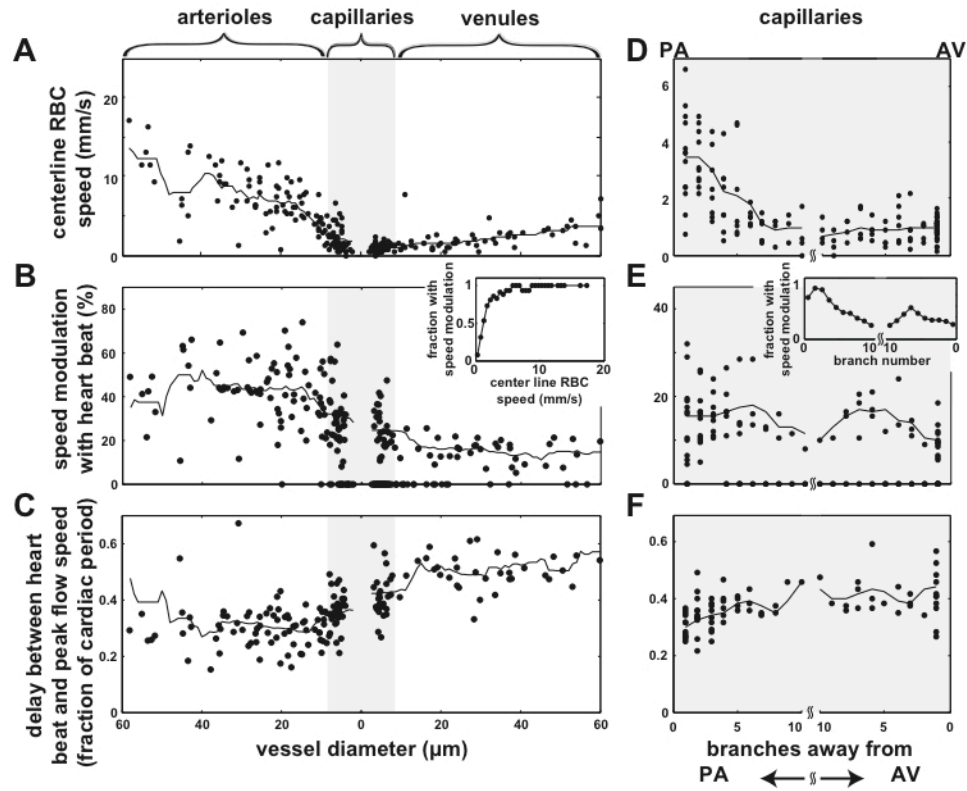 arterioles capillaries venules capillaries
A
centerline RBC
speed (mm/s)
20
10
0
D
PA AV
6
4
2
0
B
speed modulation
with heart beat (%)
80
60
40
20
0
fraction with
speed modulation
1
0.5
0
0 10 20
center line RBC
speed (mm/s)
E
40
20
0
fraction with
speed modulation
1
0.5
0
0 10 10 0
branch number
C
delay between heart
beat and peak flow speed
(fraction of cardiac period)
0.6
0.4
0.2
0
60 40 20 0 20 40 60
vessel diameter (µm)
F
0.6
0.4
0.2
0
0 5 10 10 5 0
branches away from
PA AV